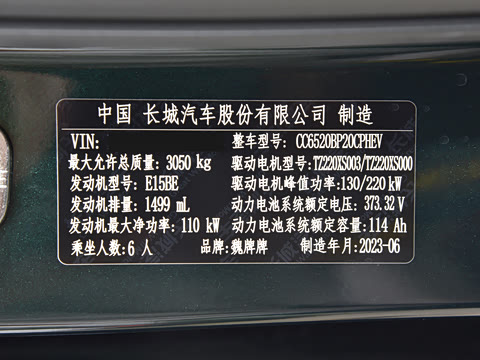 中国 长城汽车股份有限公司 制造
VIN: 整车型号: CC6520BP20CPHEV
最大允许总质量: 3050 kg 驱动电机型号:TZ220XS003/TZ220XS000
发动机型号: E15BE 驱动电机峰值功率:130/220 kW
发动机排量: 1499 mL 动力电池系统额定电压: 373.32 V
发动机最大净功率: 110 kW 动力电池系统额定容量: 114 Ah
乘坐人数: 6 人 品牌: 魏牌牌 制造年月: 2023-06